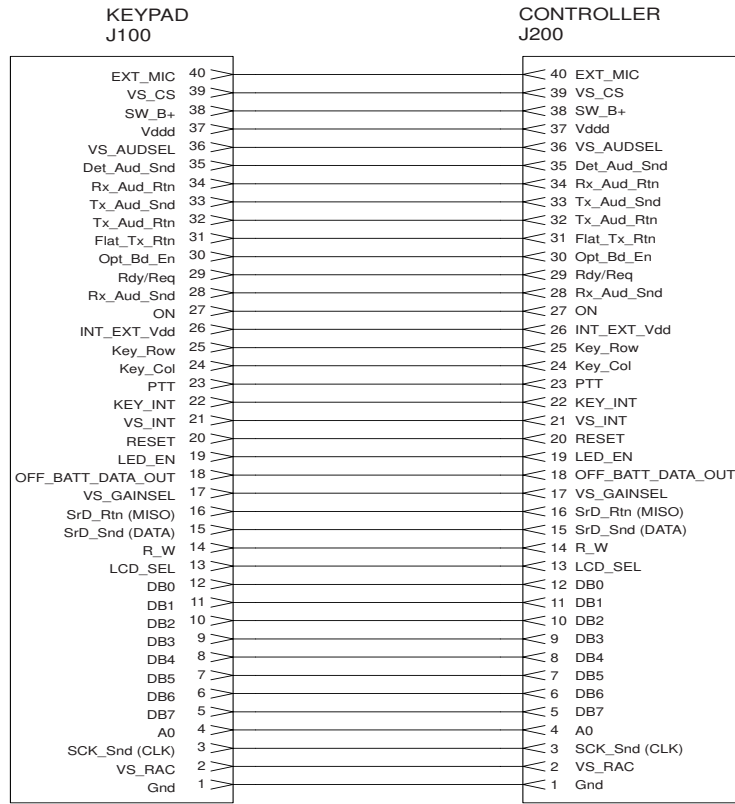 KEYPAD CONTROLLER
J100 J200
EXT_MIC 40 40 EXT_MIC
VS_CS 39 39 VS_CS
SW_B+ 38 38 SW_B+
Vddd 37 37 Vddd
VS_AUDSEL 36 36 VS_AUDSEL
Det_Aud_Snd 35 35 Det_Aud_Snd
Rx_Aud_Rtn 34 34 Rx_Aud_Rtn
Tx_Aud_Snd 33 33 Tx_Aud_Snd
Tx_Aud_Rtn 32 32 Tx_Aud_Rtn
Flat_Tx_Rtn 31 31 Flat_Tx_Rtn
Opt_Bd_En 30 30 Opt_Bd_En
Rdy/Req 29 29 Rdy/Req
Rx_Aud_Snd 28 28 Rx_Aud_Snd
ON 27 27 ON
INT_EXT_Vdd 26 26 INT_EXT_Vdd
Key_Row 25 25 Key_Row
Key_Col 24 24 Key_Col
PTT 23 23 PTT
KEY_INT 22 22 KEY_INT
VS_INT 21 21 VS_INT
RESET 20 20 RESET
LED_EN 19 19 LED_EN
OFF_BATT_DATA_OUT 18 18 OFF_BATT_DATA_OUT
VS_GAINSEL 17 17 VS_GAINSEL
SrD_Rtn (MISO) 16 16 SrD_Rtn (MISO)
SrD_Snd (DATA) 15 15 SrD_Snd (DATA)
R_W 14 14 R_W
LCD_SEL 13 13 LCD_SEL
DB0 12 12 DB0
DB1 11 11 DB1
DB2 10 10 DB2
DB3 9 9 DB3
DB4 8 8 DB4
DB5 7 7 DB5
DB6 6 6 DB6
DB7 5 5 DB7
A0 4 4 A0
SCK_Snd (CLK) 3 3 SCK_Snd (CLK)
VS_RAC 2 2 VS_RAC
Gnd 1 1 Gnd